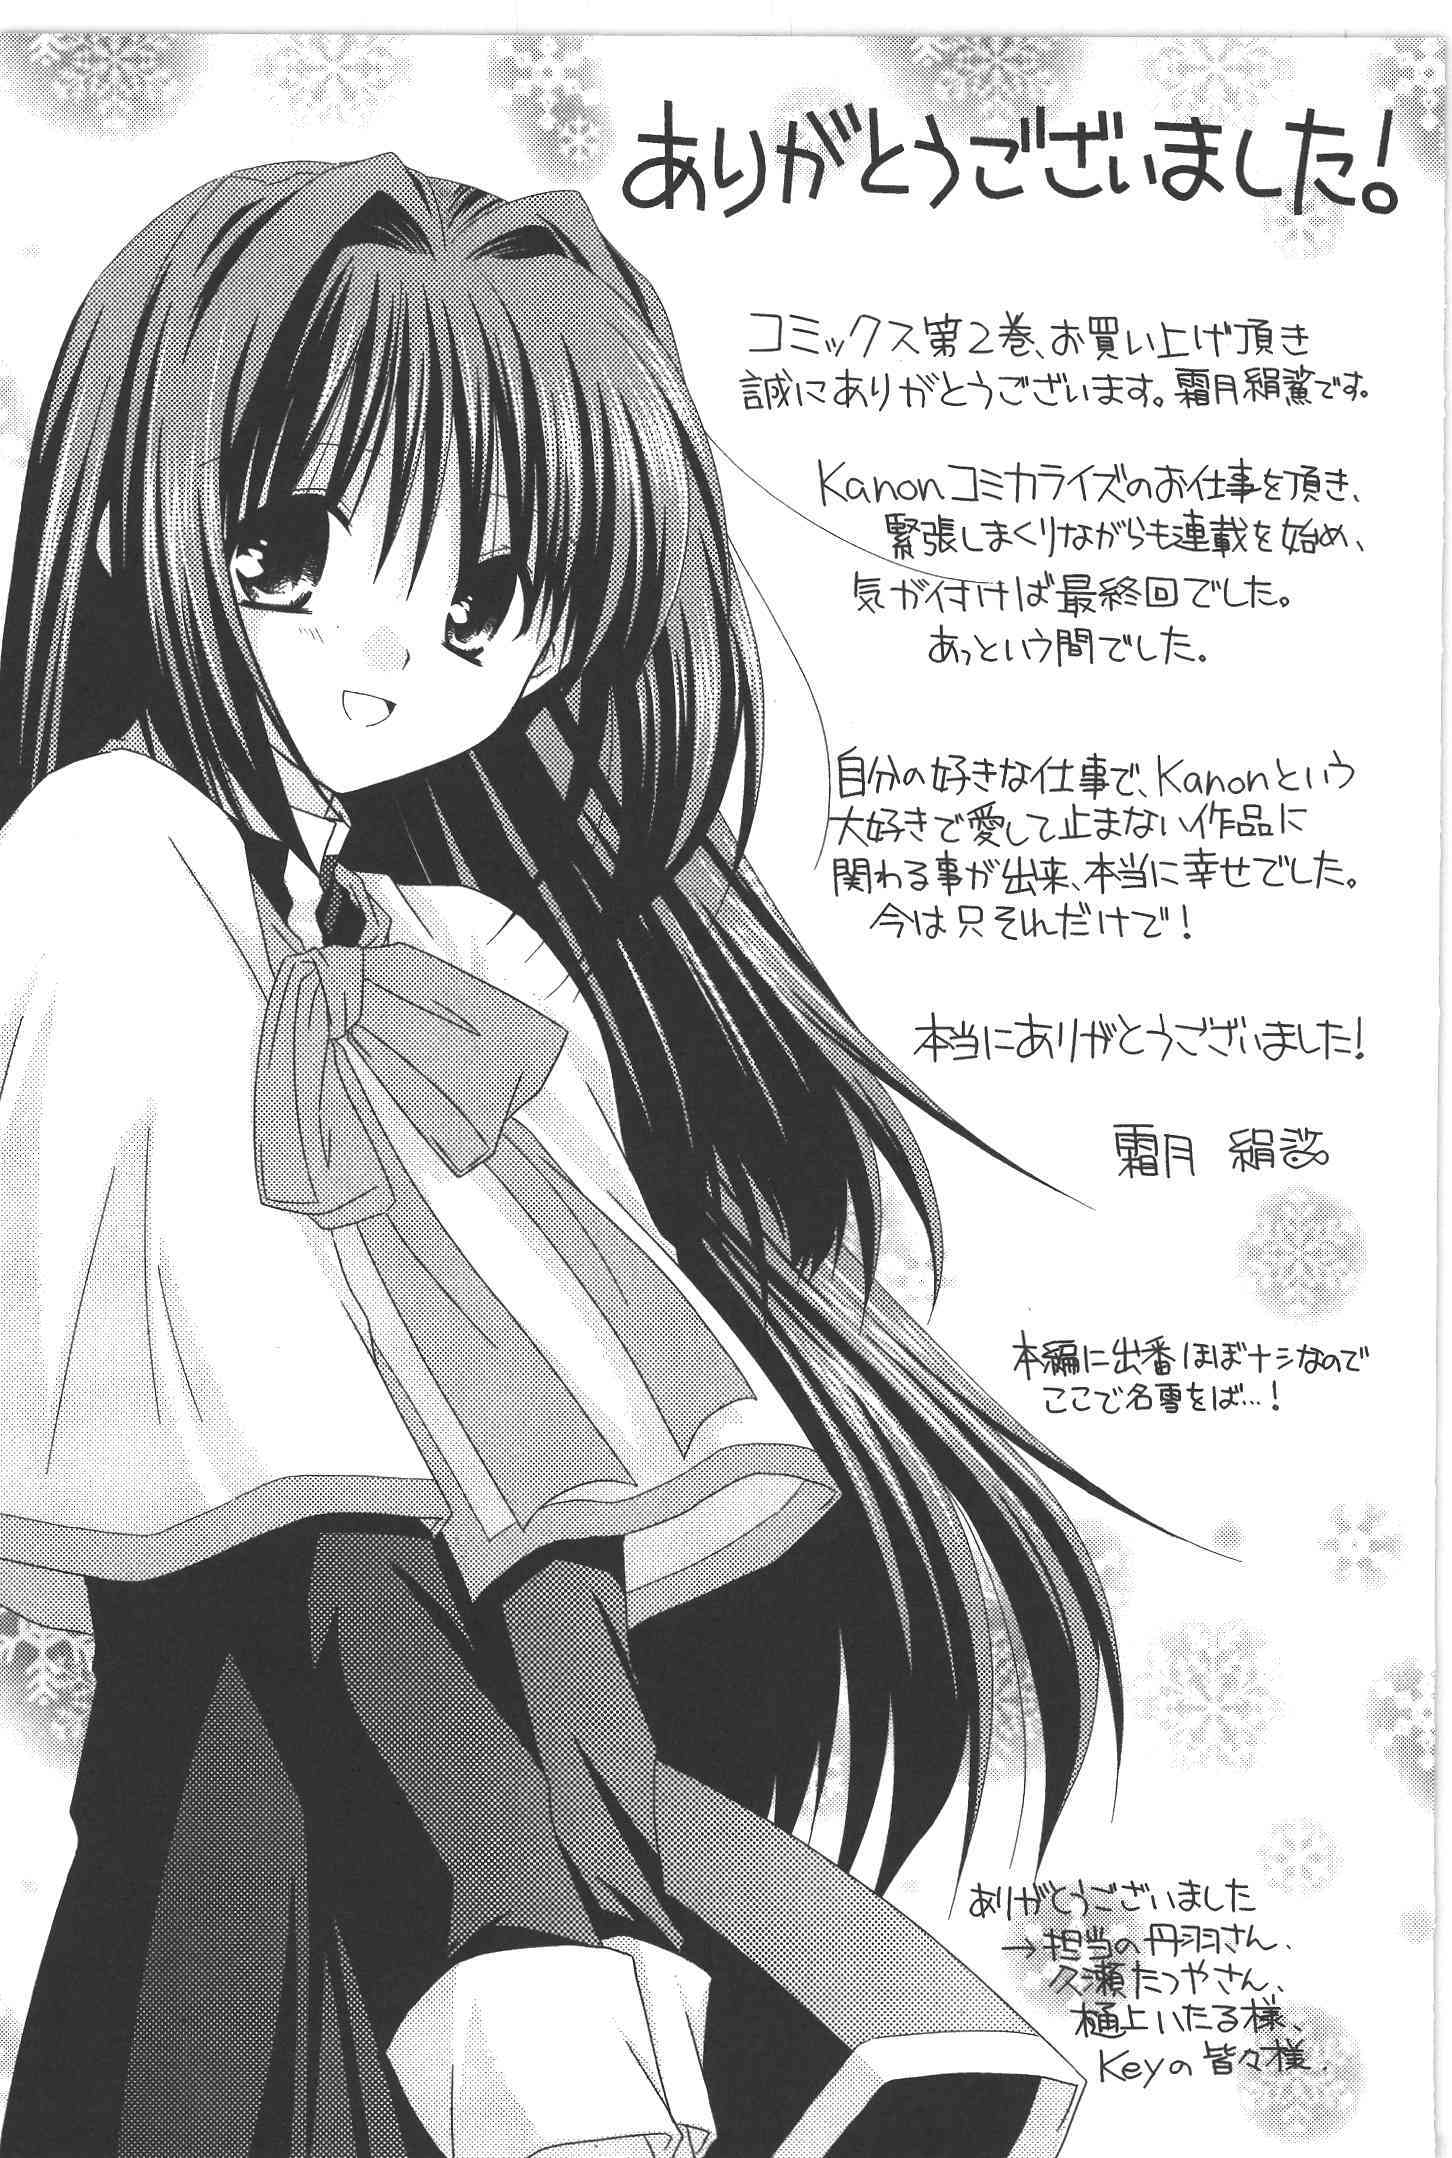 ありがとうございました!
コミックス第2巻、お買い上げ頂き
誠にありがとうございます。霜月絹鯊です。
Kanonコミカライズのお仕事を頂き、
緊張しまくりながらも連載を始め、
気が付けば最終回でした。
あっという間でした。
自分の好きな仕事で、Kanonという
大好きで愛して止まない作品に
関わる事が出来、本当に幸せでした。
今は只それだけで!
本当にありがとうございました!
霜月 絹鯊
本編に出番ほぼナシなので
ここで名雪をば…!
ありがとうございました
→担当の丹羽さん、
久瀬たつやさん、
樋上いたる様、
Keyの皆々様.